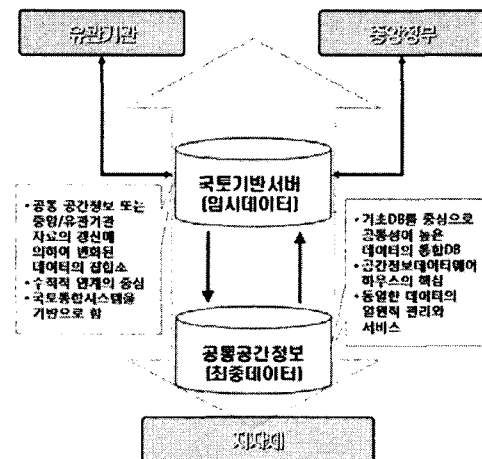 유관기관
중앙정부
국토기반서버
(임시데이터)
• 공통 공간정보 또는
중앙/유관기관
자료의 갱신에
의하여 변화된
데이터의 집합소
• 수직적 연계의 중심
• 국토통합시스템을
기반으로 함
• 기초DB를 중심으로
공통성이 높은
데이터의 통합DB
• 공간정보데이터웨어
하우스의 핵심
• 동일한 데이터의
일원적 관리와
서비스
공통공간정보
(최종데이터)
지자체